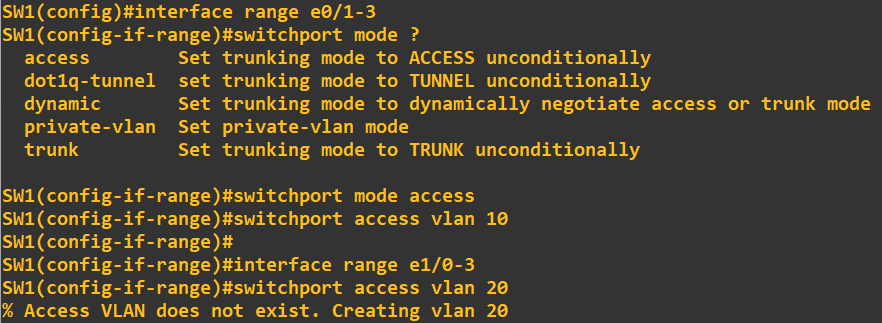 SW1(config)#interface range e0/1-3
SW1(config-if-range)#switchport mode ?
  access        Set trunking mode to ACCESS unconditionally
  dot1q-tunnel  set trunking mode to TUNNEL unconditionally
  dynamic       Set trunking mode to dynamically negotiate access or trunk mode
  private-vlan  Set private-vlan mode
  trunk         Set trunking mode to TRUNK unconditionally

SW1(config-if-range)#switchport mode access
SW1(config-if-range)#switchport access vlan 10
SW1(config-if-range)#
SW1(config-if-range)#interface range e1/0-3
SW1(config-if-range)#switchport access vlan 20
% Access VLAN does not exist. Creating vlan 20